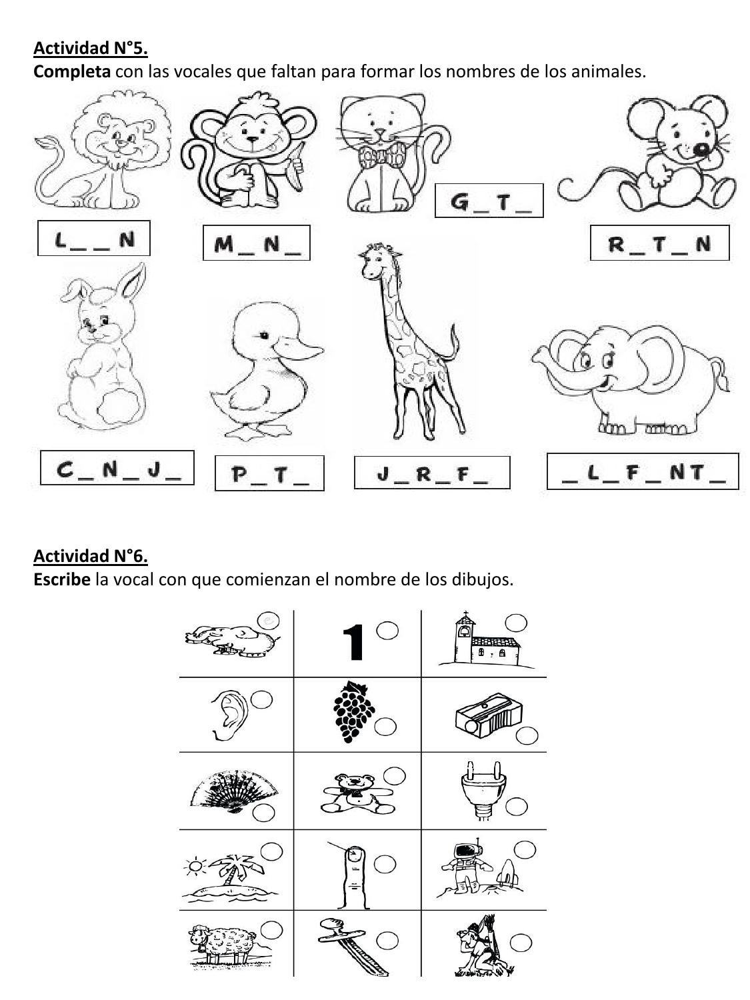 Actividad N°5.
Completa con las vocales que faltan para formar los nombres de los animales.
G _ T _
L _ _ N
M _ N _
R _ T _ N
C _ N _ J _
P _ T _
J _ R _ F _
_ L _ F _ N T _
Actividad N°6.
Escribe la vocal con que comienzan el nombre de los dibujos.
e
1